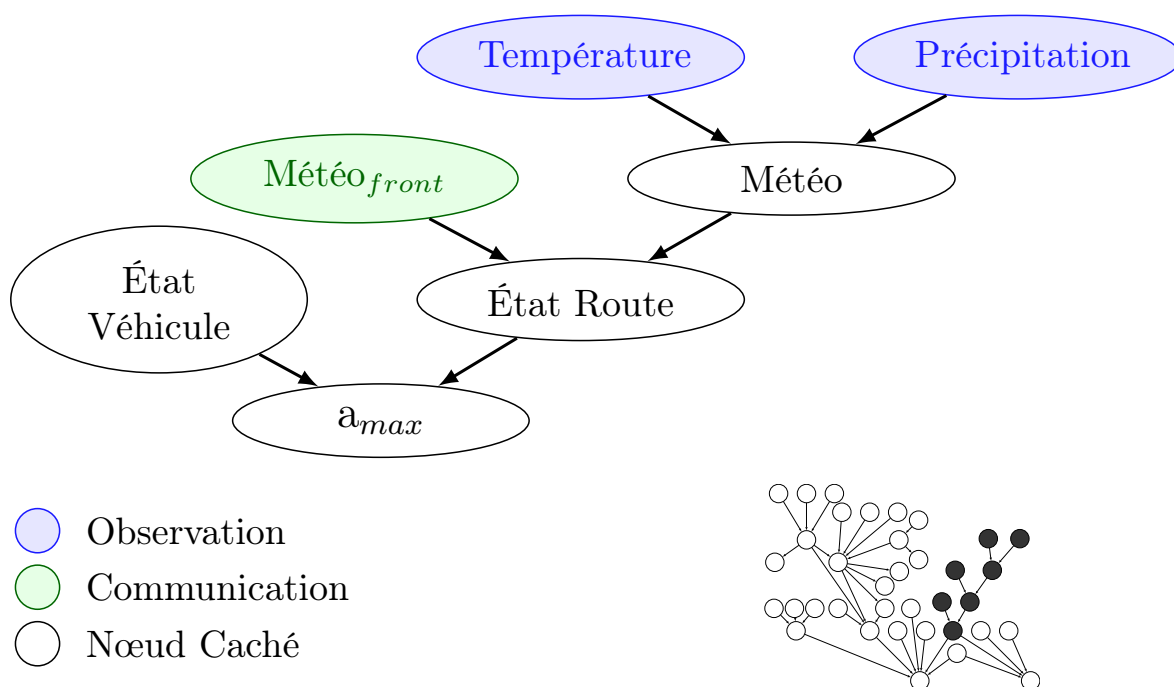 Température
Précipitation
Météo_front
Météo
État
Véhicule
État Route
a_max
Observation
Communication
Nœud Caché